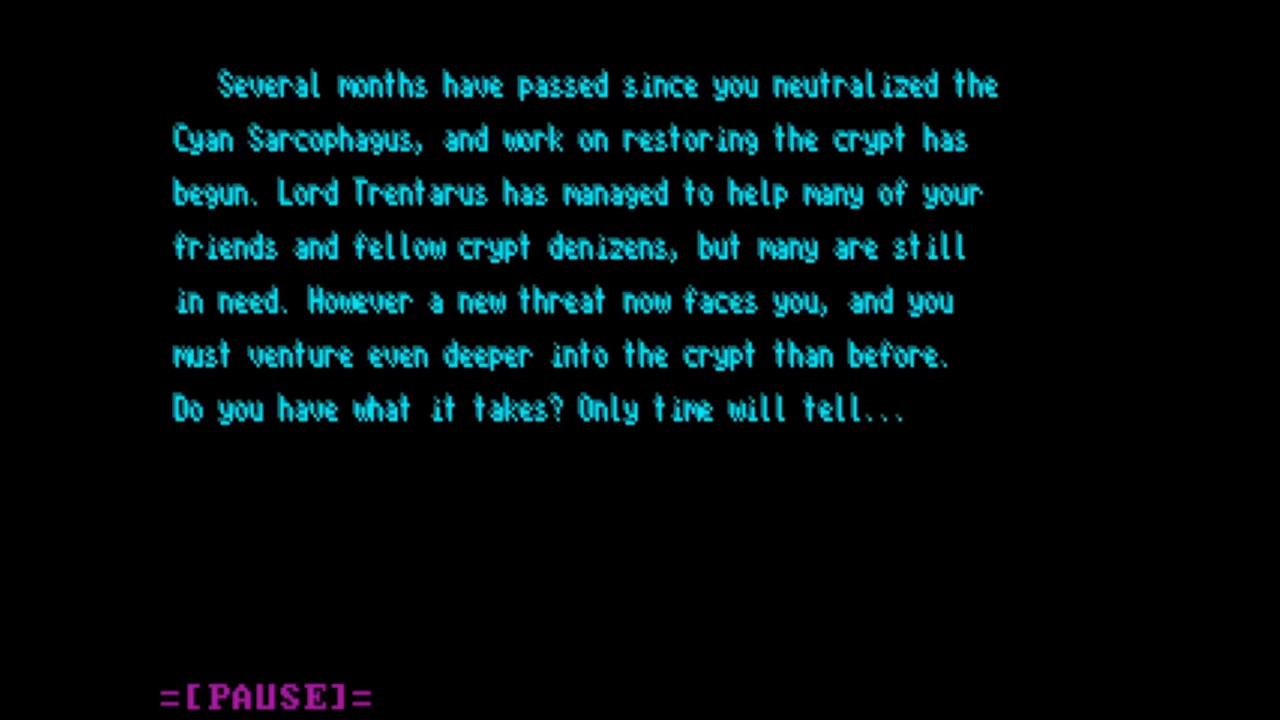 Several months have passed since you neutralized the
Cyan Sarcophagus, and work on restoring the crypt has
begun. Lord Trentarus has managed to help many of your
friends and fellow crypt denizens, but many are still
in need. However a new threat now faces you, and you
must venture even deeper into the crypt than before.
Do you have what it takes? Only time will tell...
=[PAUSE]=